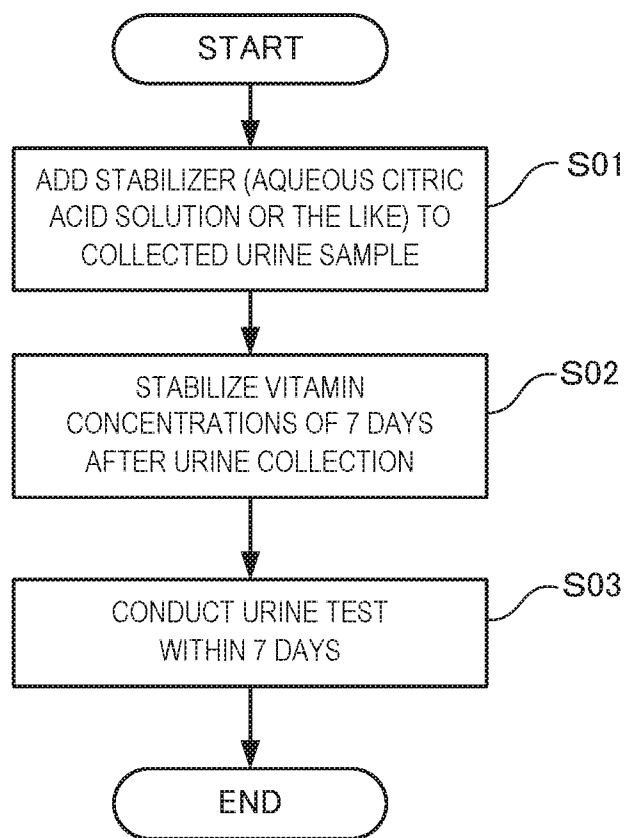 START
ADD STABILIZER (AQUEOUS CITRIC
ACID SOLUTION OR THE LIKE) TO
COLLECTED URINE SAMPLE
S01
STABILIZE VITAMIN
CONCENTRATIONS OF 7 DAYS
AFTER URINE COLLECTION
S02
CONDUCT URINE TEST
WITHIN 7 DAYS
S03
END